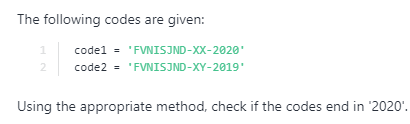 The following codes are given:
1 code1 = 'FVNISJND-XX-2020'
2 code2 = 'FVNISJND-XY-2019'
Using the appropriate method, check if the codes end in '2020'.